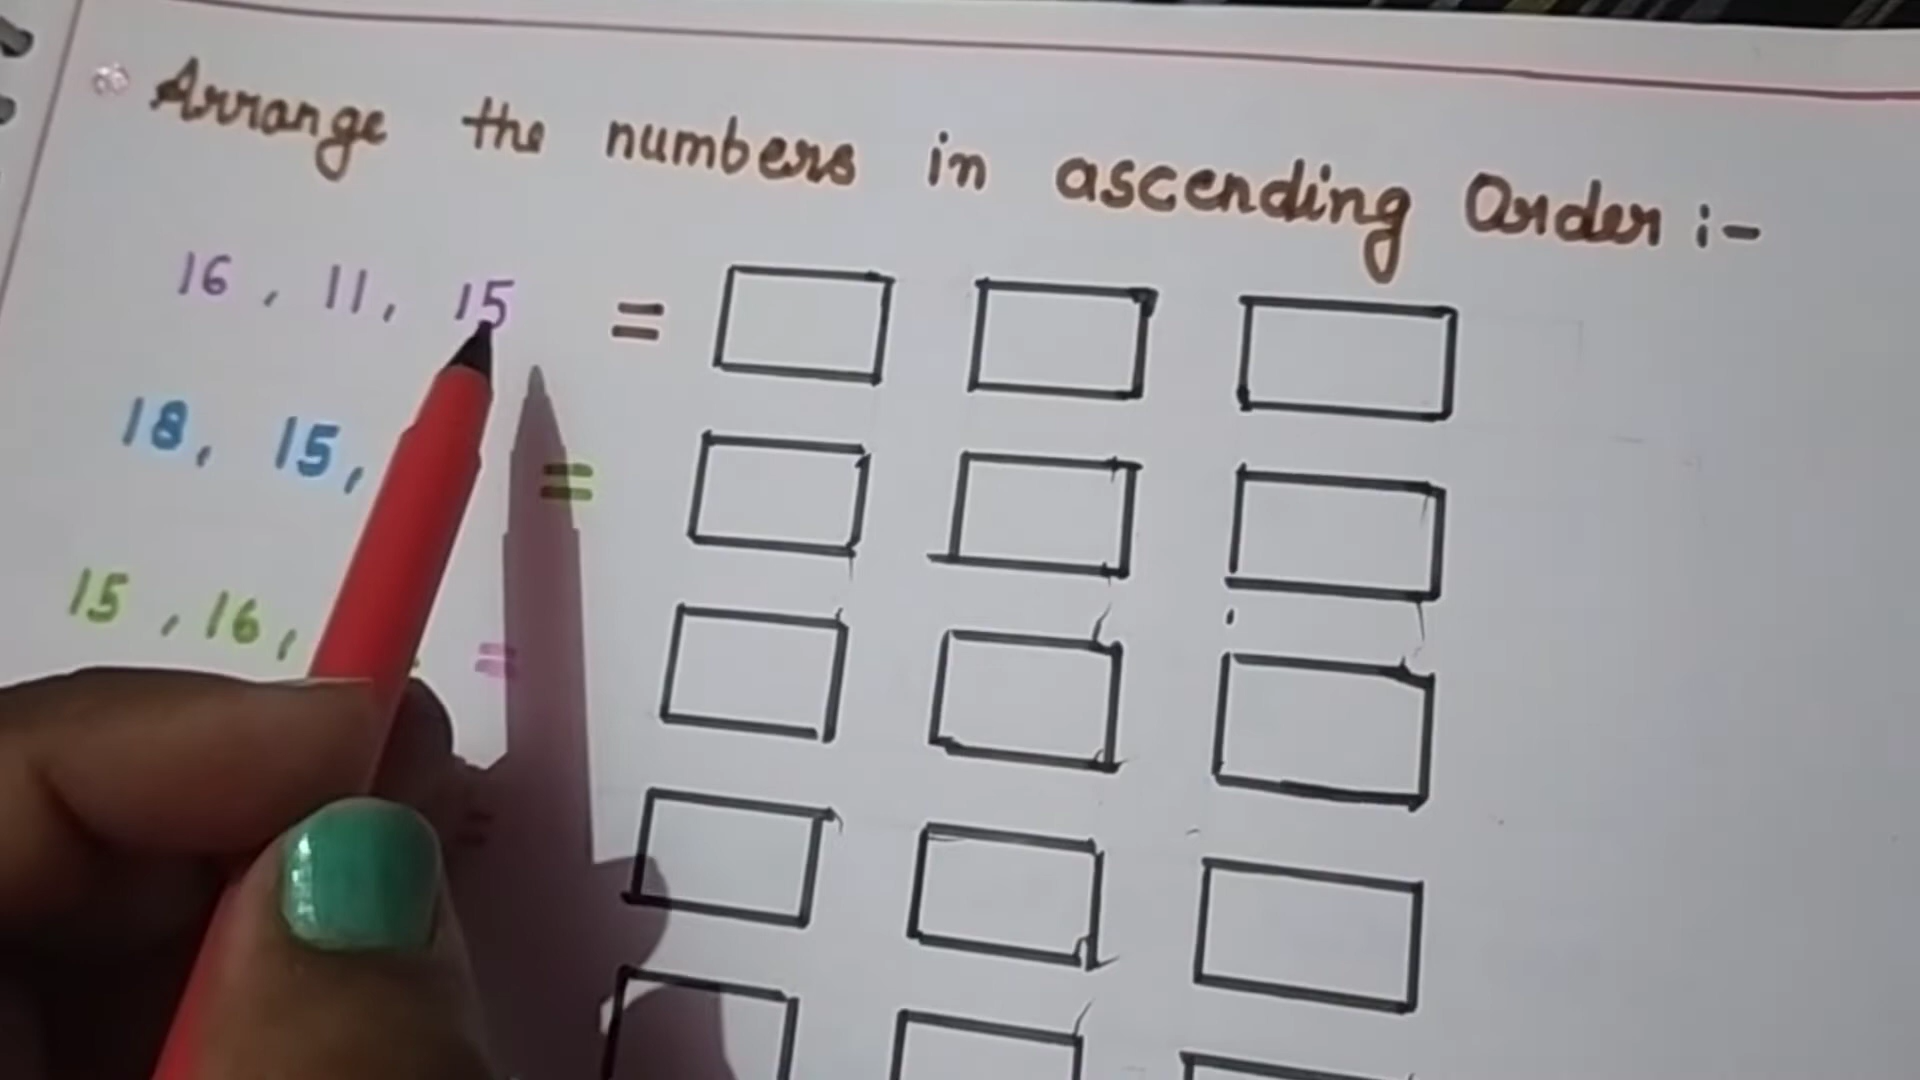 Arrange the numbers in ascending Order :-
16 , 11 , 15 =
18 , 15 , =
15 , 16 , =
=